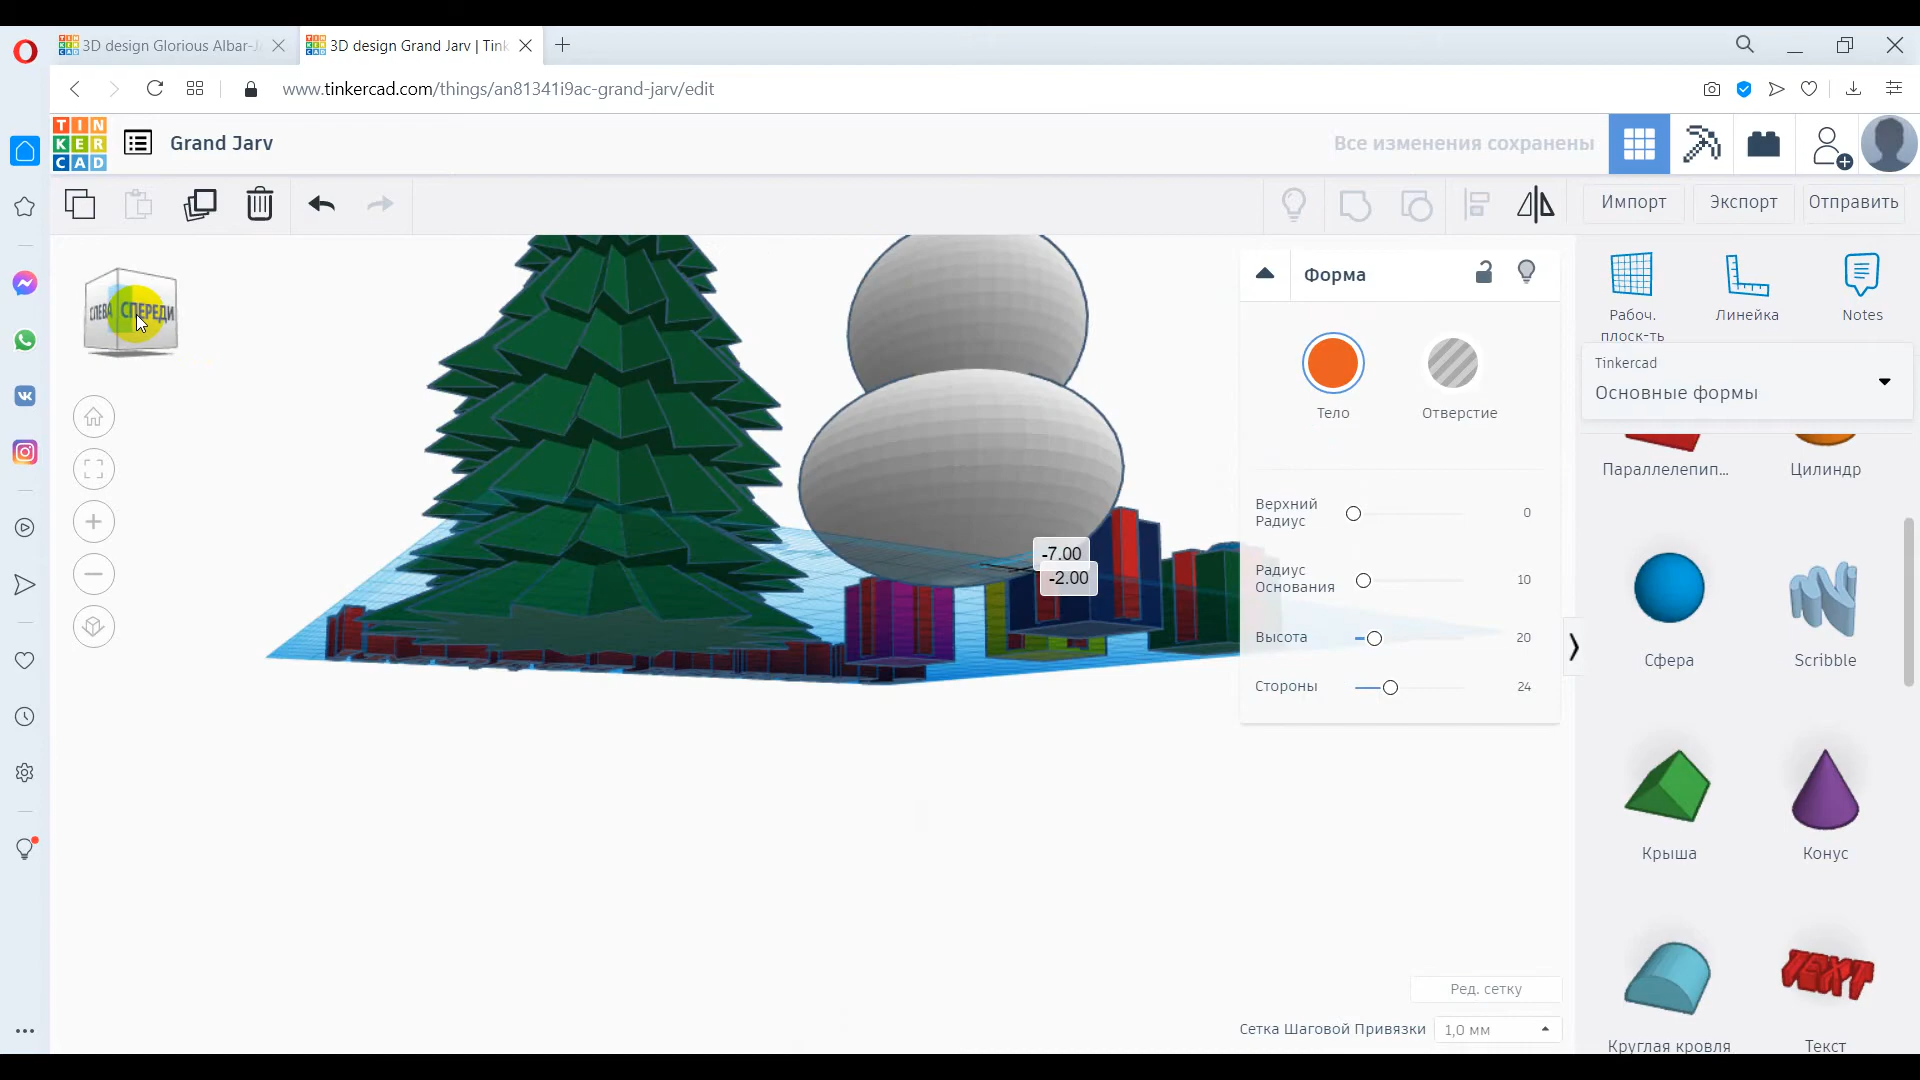 3D design Glorious Albar-J
3D design Grand Jarv | Tink
www.tinkercad.com/things/an81341i9ac-grand-jarv/edit
TIN
KER
CAD
Grand Jarv
Все изменения сохранены
Импорт
Экспорт
Отправить
СЛЕВА
СПЕРЕДИ
Форма
Тело
Отверстие
Верхний
Радиус
0
Радиус
Основания
10
Высота
20
Стороны
24
-7.00
-2.00
Рабоч.
плоск-ть
Линейка
Notes
Tinkercad
Основные формы
Параллелепип...
Цилиндр
Сфера
Scribble
Крыша
Конус
TEXT
Круглая кровля
Текст
Ред. сетку
Сетка Шаговой Привязки
1,0 мм